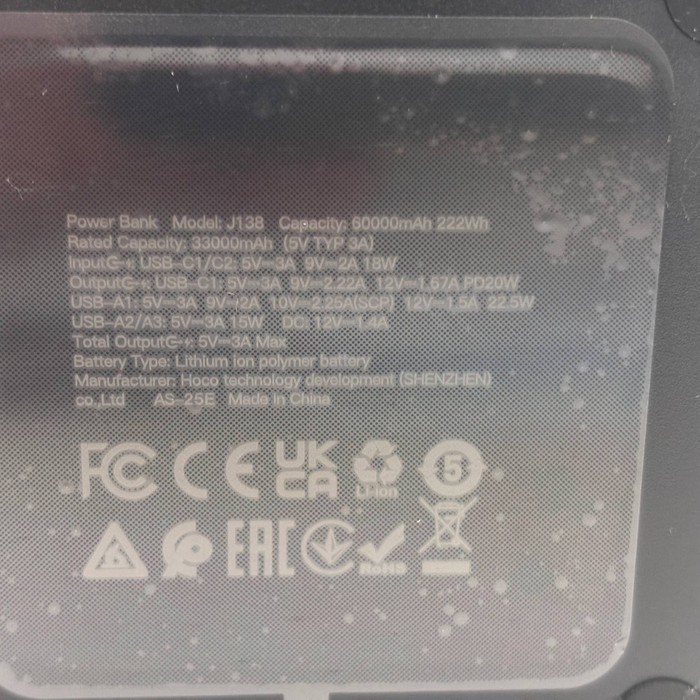 Power Bank Model: J138 Capacity: 60000mAh 222Wh
Rated Capacity: 33000mAh (5V TYP 3A)
Input: USB-C1/C2: 5V⎓3A 9V⎓2A 18W
Output: USB-C1: 5V⎓3A 9V⎓2.22A 12V⎓1.67A PD20W
USB-A1: 5V⎓3A 9V⎓2A 10V⎓2.25A(SCP) 12V⎓1.5A 22.5W
USB-A2/A3: 5V⎓3A 15W DC: 12V⎓1.4A
Total Output: 5V⎓3A Max
Battery Type: Lithium ion polymer battery
Manufacturer: Hoco technology development (SHENZHEN)
co.,Ltd AS-25E Made in China
FC CE UK CA Li-ion 5
EAC RoHS